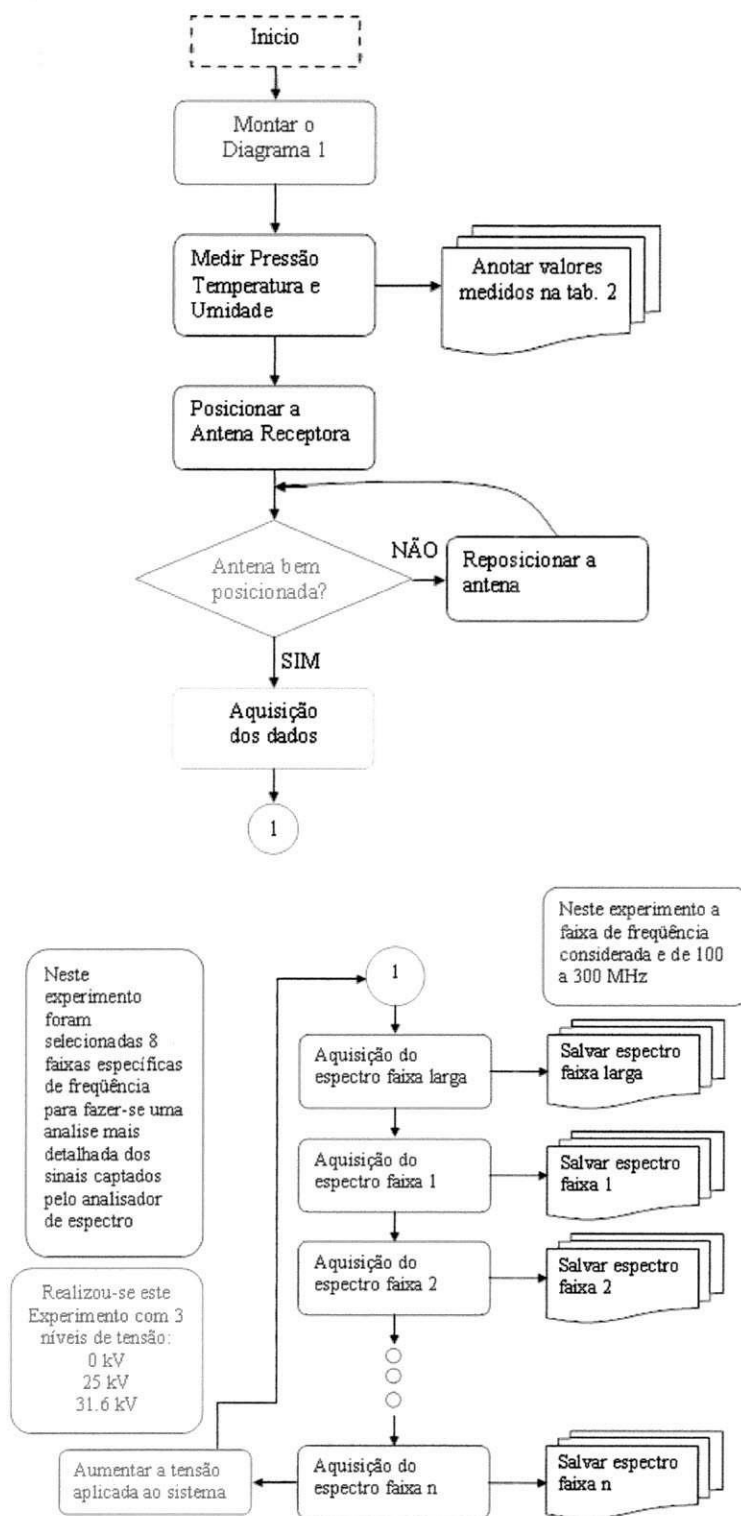 Inicio
Montar o
Diagrama 1
Medir Pressão
Temperatura e
Umidade
Anotar valores
medidos na tab. 2
Posicionar a
Antena Receptora
Antena bem
posicionada?
NÃO
Reposicionar a
antena
SIM
Aquisição
dos dados
1
Neste experimento a
faixa de freqüência
considerada e de 100
a 300 MHz
Neste
experimento
foram
selecionadas 8
faixas específicas
de freqüência
para fazer-se uma
analise mais
detalhada dos
sinais captados
pelo analisador
de espectro
1
Aquisição do
espectro faixa larga
Salvar espectro
faixa larga
Aquisição do
espectro faixa 1
Salvar espectro
faixa 1
Aquisição do
espectro faixa 2
Salvar espectro
faixa 2
Realizou-se este
Experimento com 3
níveis de tensão:
0 kV
25 kV
31.6 kV
Aumentar a tensão
aplicada ao sistema
Aquisição do
espectro faixa n
Salvar espectro
faixa n